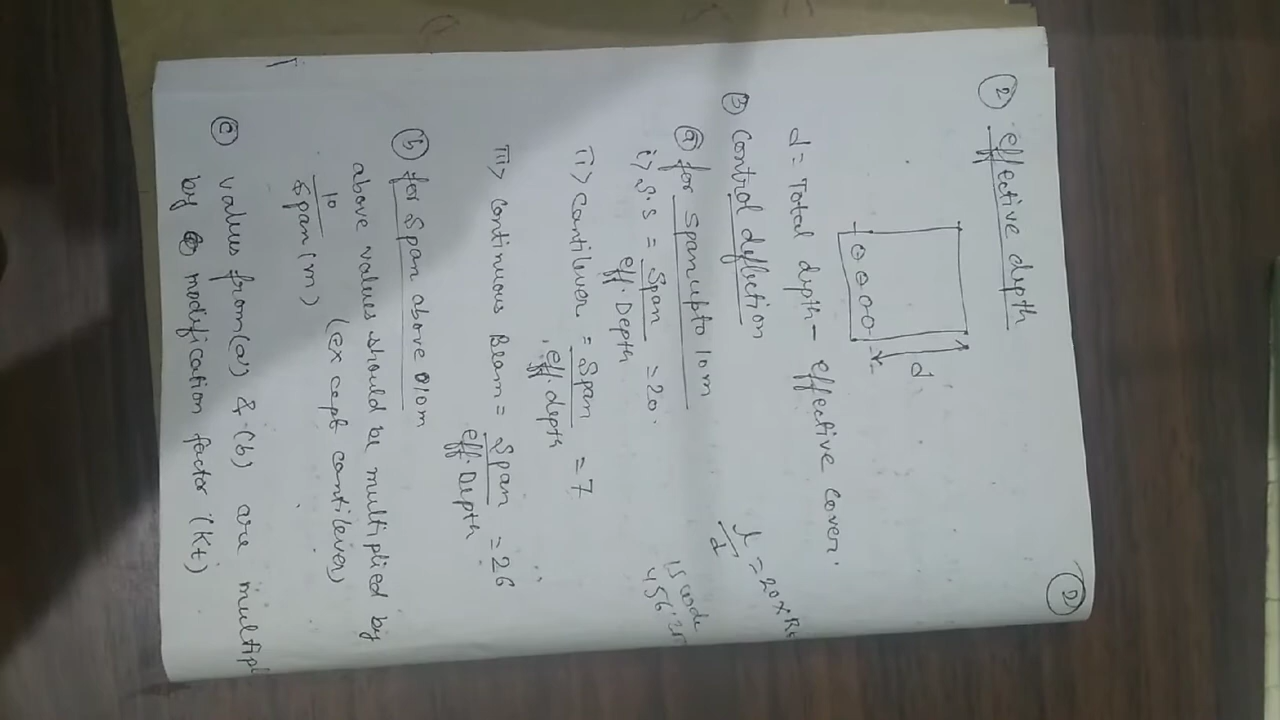 ②
② effective depth
d
d = Total depth - effective cover.
③ Control deflection
ⓐ for span upto 10 m
i> S.S = Span / eff. Depth = 20.
ii> cantilever = Span / eff. depth = 7
iii> continuous Beam = Span / eff. Depth = 26
ⓑ for span above 10m
above values should be multiplied by
10 / Span (m) (except cantilever)
ⓒ values from (a) & (b) are multipl
by modification factor (Kt)
l / d = 20 x
IS code
456